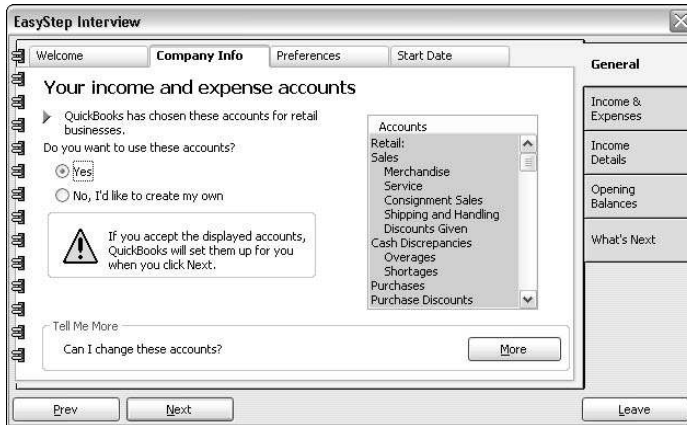 EasyStep Interview
Welcome
Company Info
Preferences
Start Date
General
Income &
Expenses
Income
Details
Opening
Balances
What's Next
Your income and expense accounts
QuickBooks has chosen these accounts for retail
businesses.
Do you want to use these accounts?
Yes
No, I'd like to create my own
If you accept the displayed accounts,
QuickBooks will set them up for you
when you click Next.
Accounts
Retail:
Sales
Merchandise
Service
Consignment Sales
Shipping and Handling
Discounts Given
Cash Discrepancies
Overages
Shortages
Purchases
Purchase Discounts
Tell Me More
Can I change these accounts?
More
Prev
Next
Leave